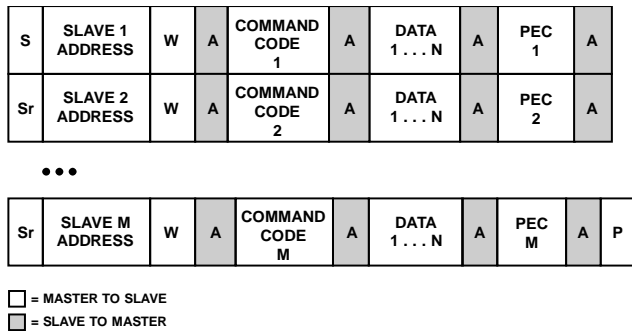 S SLAVE 1 ADDRESS W A COMMAND CODE 1 A DATA 1 . . . N A PEC 1 A
Sr SLAVE 2 ADDRESS W A COMMAND CODE 2 A DATA 1 . . . N A PEC 2 A
•••
Sr SLAVE M ADDRESS W A COMMAND CODE M A DATA 1 . . . N A PEC M A P
= MASTER TO SLAVE
= SLAVE TO MASTER